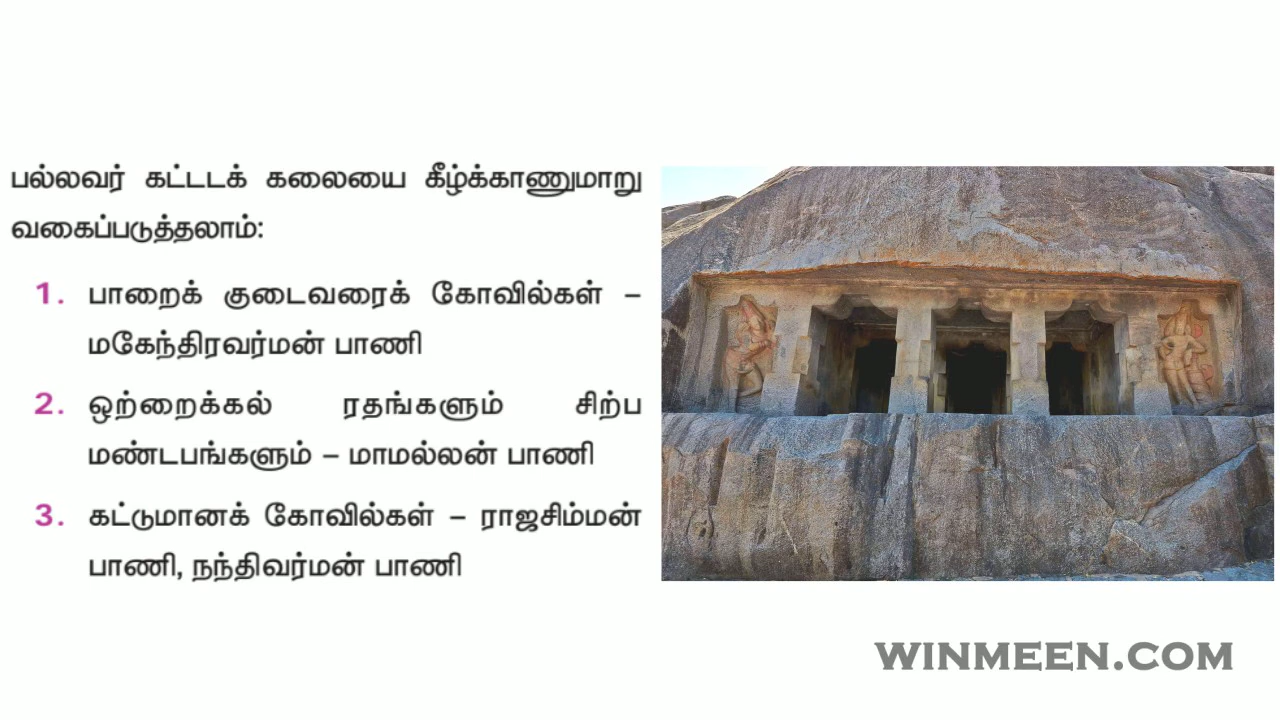 பல்லவர் கட்டடக் கலையை கீழ்க்காணுமாறு
வகைப்படுத்தலாம்:
1. பாறைக் குடைவரைக் கோவில்கள் –
மகேந்திரவர்மன் பாணி
2. ஒற்றைக்கல் ரதங்களும் சிற்ப
மண்டபங்களும் – மாமல்லன் பாணி
3. கட்டுமானக் கோவில்கள் – ராஜசிம்மன்
பாணி, நந்திவர்மன் பாணி
WINMEEN.COM